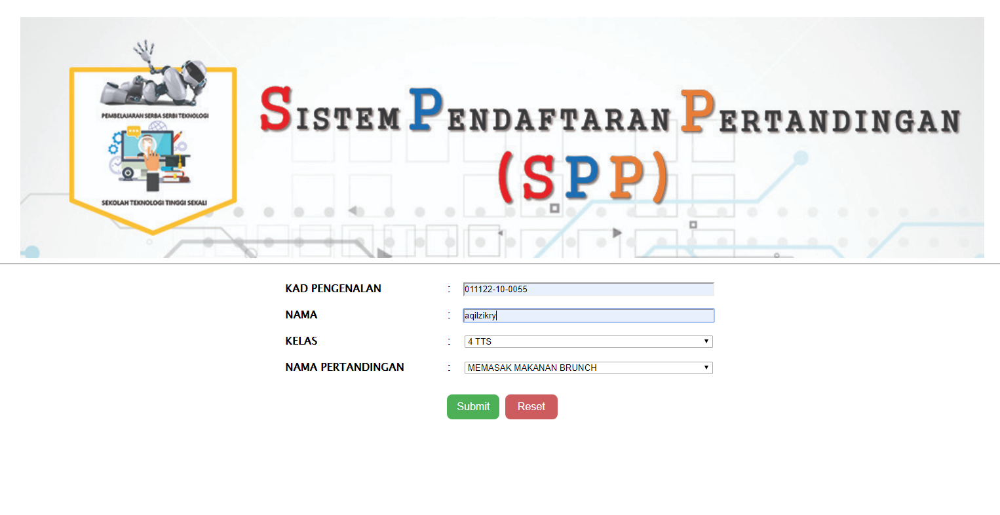 PEMBELAJARAN SERBA SERBI TEKNOLOGI
SEKOLAH TEKNOLOGI TINGGI SEKALI
SISTEM PENDAFTARAN PERTANDINGAN
(SPP)
KAD PENGENALAN : 011122-10-0055
NAMA : aqilzikry
KELAS : 4 TTS
NAMA PERTANDINGAN : MEMASAK MAKANAN BRUNCH
Submit Reset